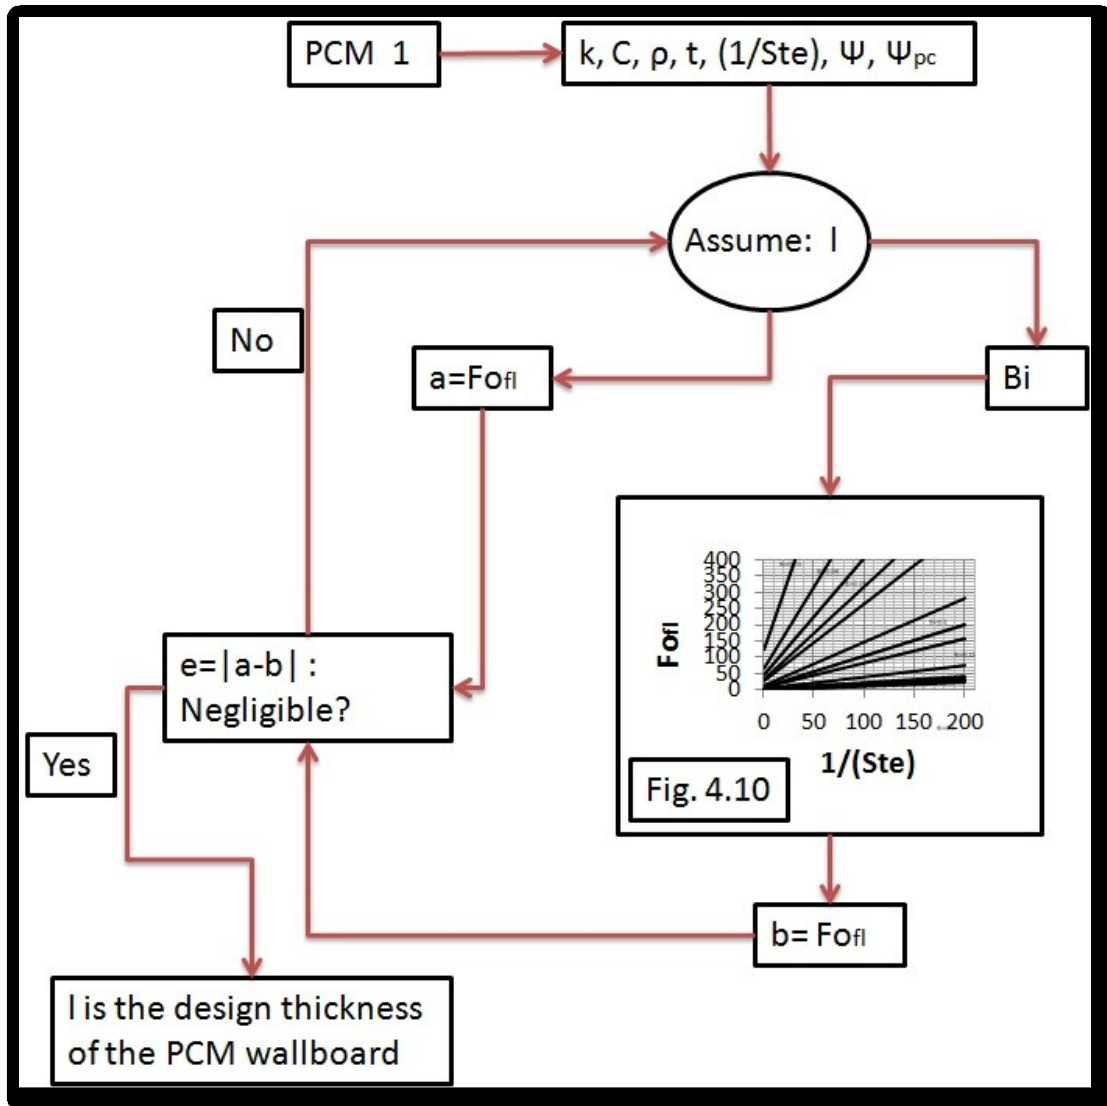 PCM 1
k, C, ρ, t, (1/Ste), Ψ, Ψpc
Assume: l
No
a=Fofl
Bi
e=|a-b| :
Negligible?
Yes
400
350
300
250
200
150
100
50
0
Fofl
0 50 100 150 200
1/(Ste)
Fig. 4.10
b= Fofl
l is the design thickness
of the PCM wallboard